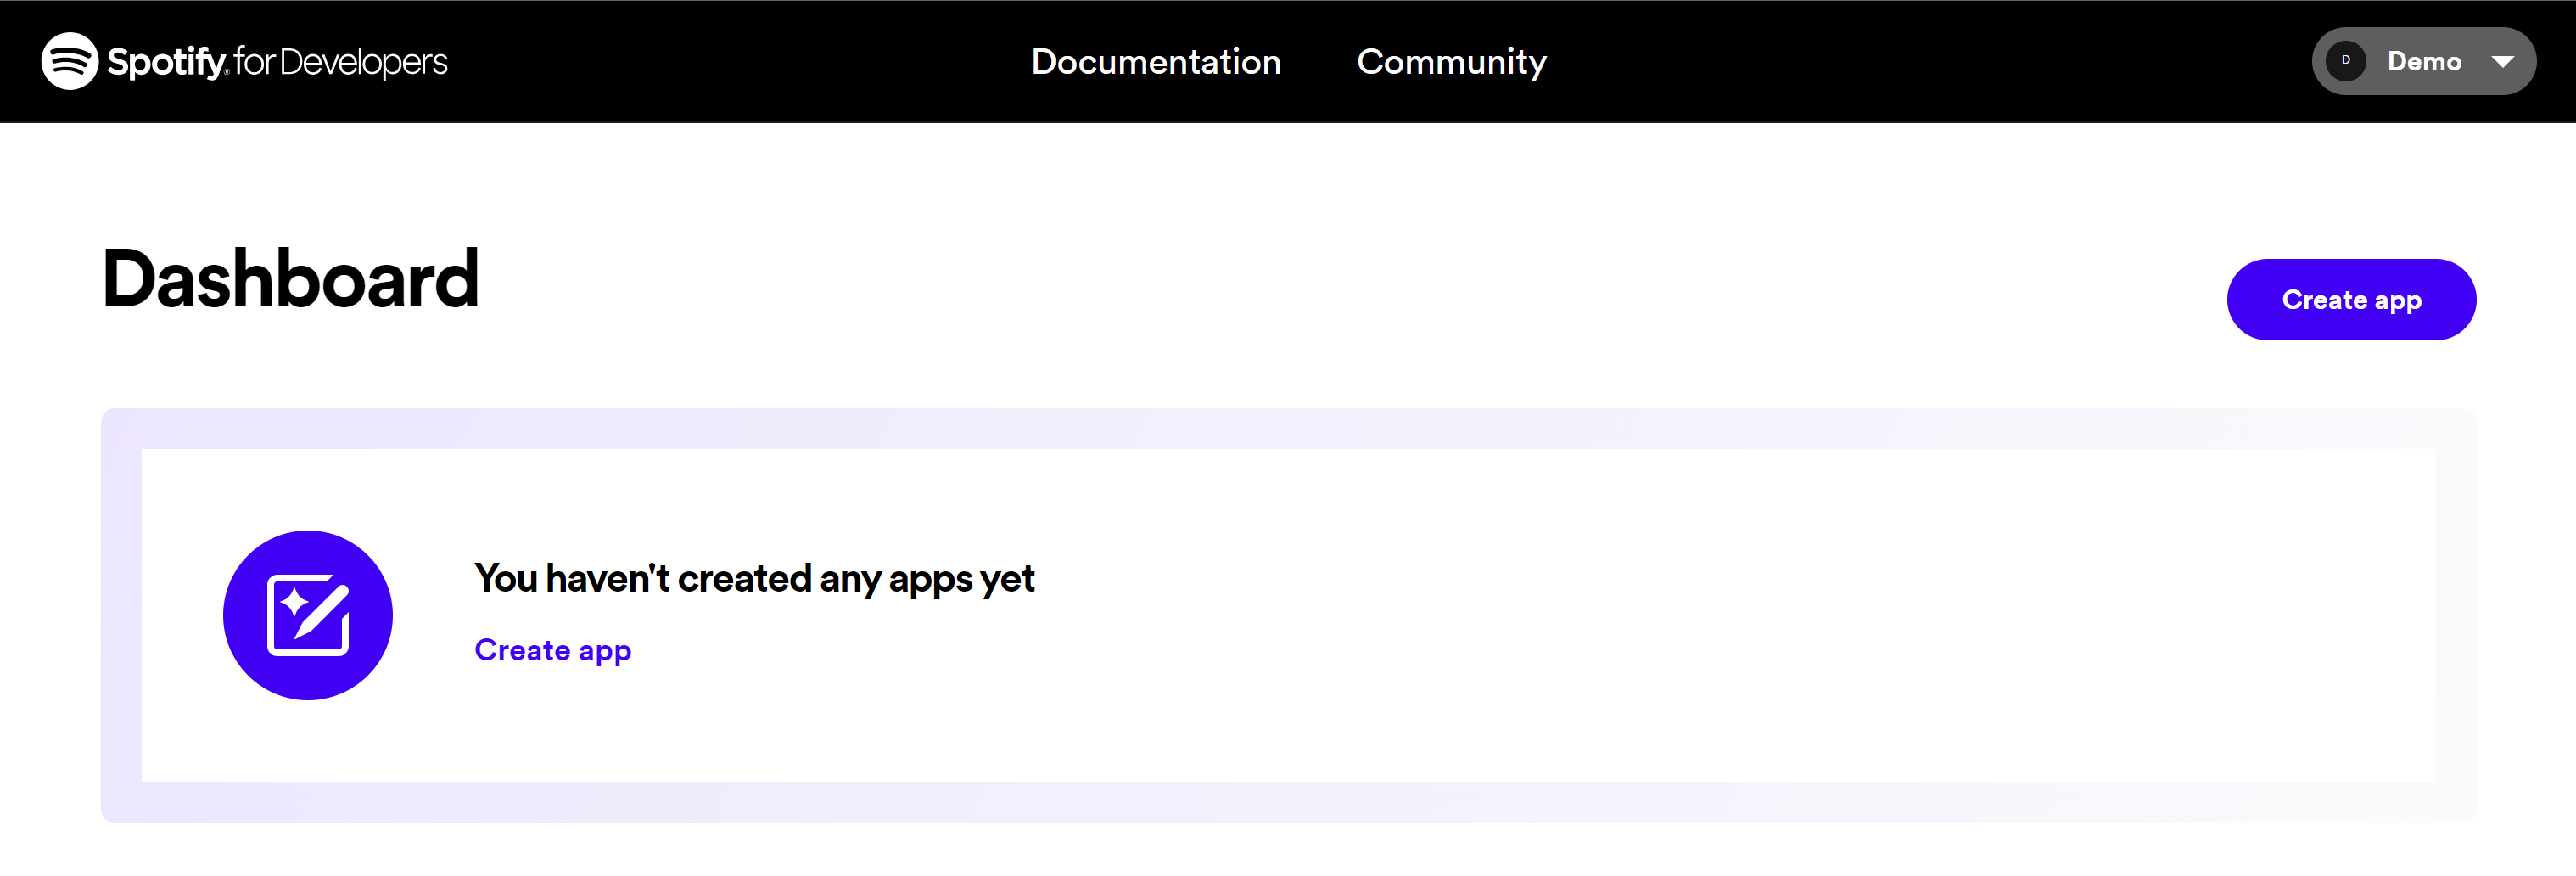 Spotify® for Developers
Documentation
Community
D
Demo
Dashboard
Create app
You haven't created any apps yet
Create app